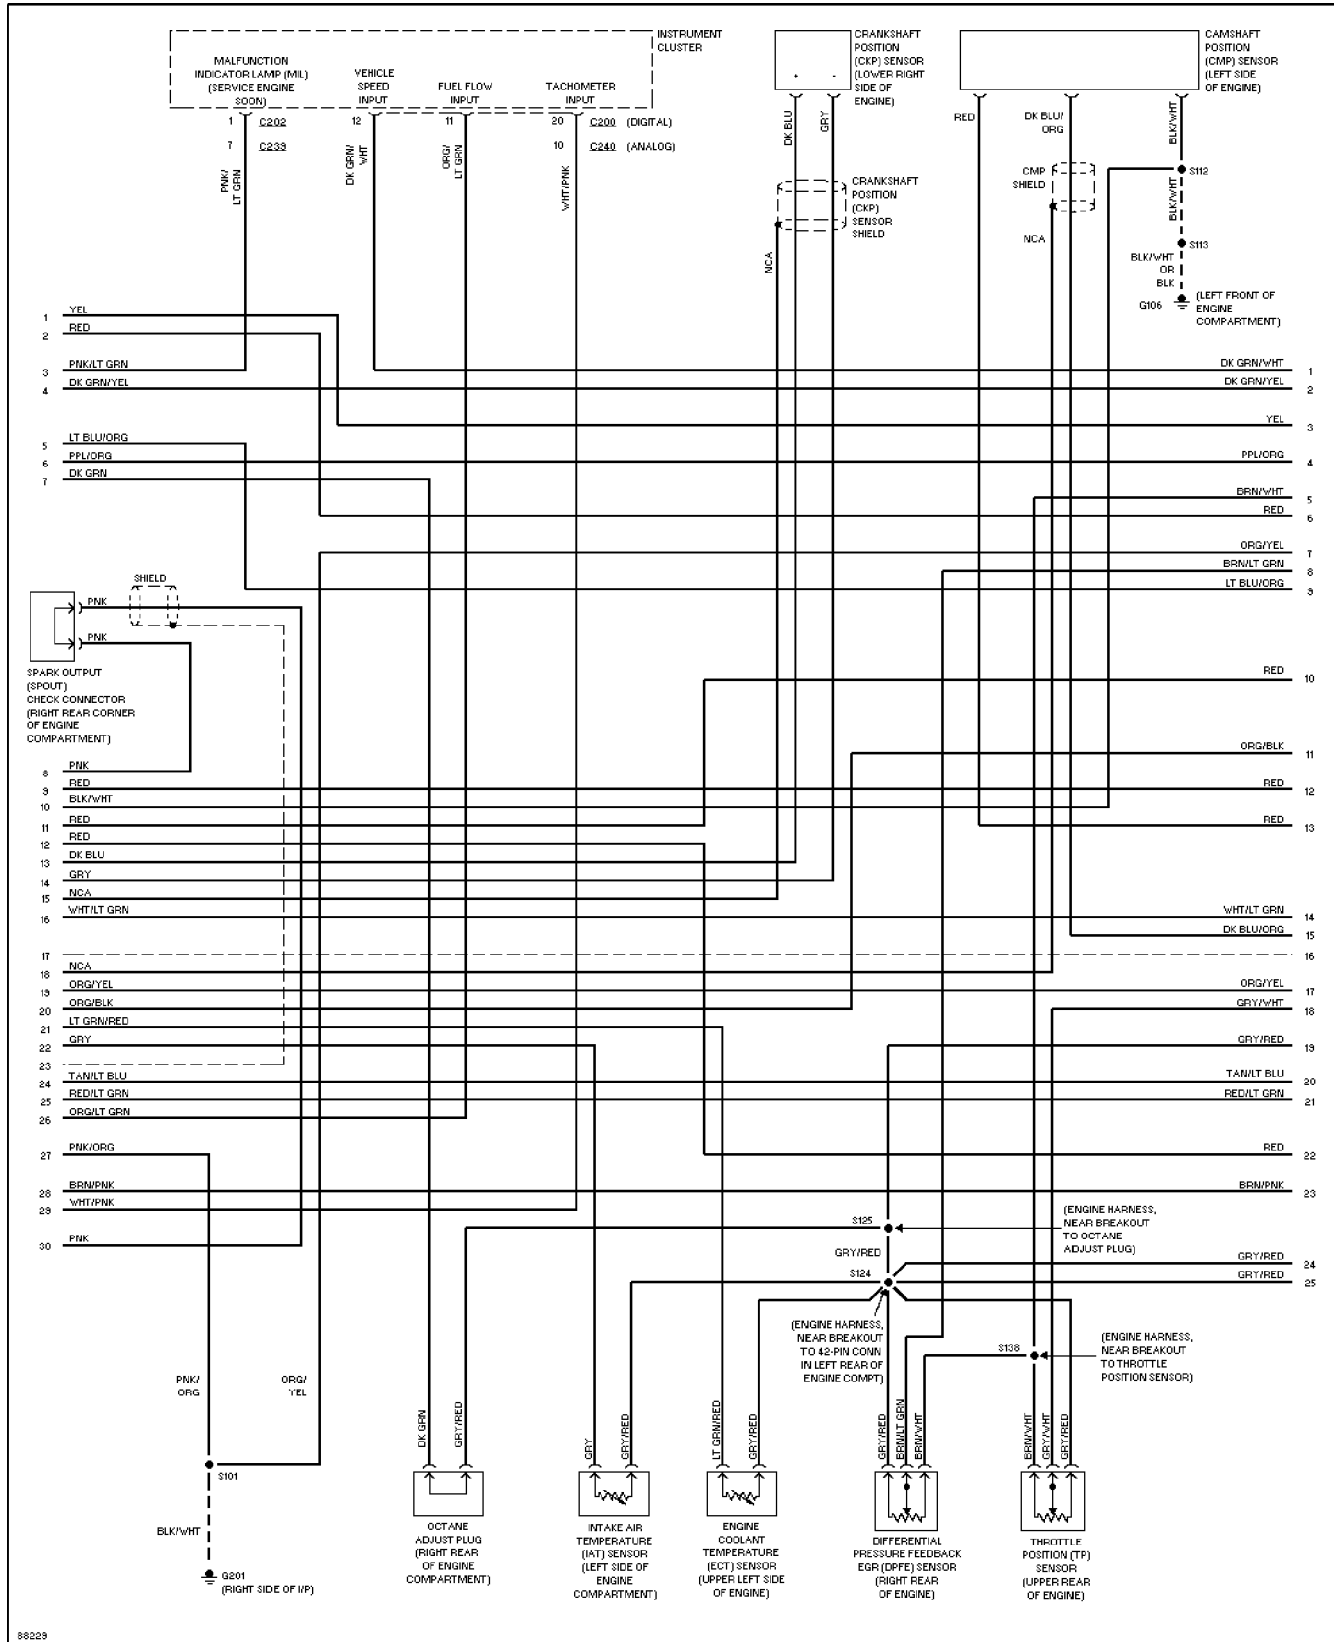 INSTRUMENT
CLUSTER
MALFUNCTION
INDICATOR LAMP (MIL)
(SERVICE ENGINE
SOON)
VEHICLE
SPEED
INPUT
FUEL FLOW
INPUT
TACHOMETER
INPUT
1 C202
12
11
20 C200 (DIGITAL)
7 C239
10 C240 (ANALOG)
PNK/
LT GRN
DK GRN/
WHT
ORG/
LT GRN
WHT/PNK
CRANKSHAFT
POSITION
(CKP) SENSOR
(LOWER RIGHT
SIDE OF
ENGINE)
+ -
DK BLU
GRY
CRANKSHAFT
POSITION
(CKP)
SENSOR
SHIELD
NCA
CAMSHAFT
POSITION
(CMP) SENSOR
(LEFT SIDE
OF ENGINE)
RED
DK BLU/
ORG
BLK/WHT
CMP
SHIELD
NCA
S112
BLK/WHT
S113
BLK/WHT
OR
BLK
G106
(LEFT FRONT OF
ENGINE
COMPARTMENT)
1 YEL
2 RED
3 PNK/LT GRN
4 DK GRN/YEL
5 LT BLU/ORG
6 PPL/ORG
7 DK GRN
DK GRN/WHT 1
DK GRN/YEL 2
YEL 3
PPL/ORG 4
BRN/WHT 5
RED 6
ORG/YEL 7
BRN/LT GRN 8
LT BLU/ORG 9
SHIELD
PNK
PNK
SPARK OUTPUT
(SPOUT)
CHECK CONNECTOR
(RIGHT REAR CORNER
OF ENGINE
COMPARTMENT)
RED 10
ORG/BLK 11
RED 12
RED 13
8 PNK
9 RED
10 BLK/WHT
11 RED
12 RED
13 DK BLU
14 GRY
15 NCA
16 WHT/LT GRN
17
18 NCA
19 ORG/YEL
20 ORG/BLK
21 LT GRN/RED
22 GRY
23
24 TAN/LT BLU
25 RED/LT GRN
26 ORG/LT GRN
27 PNK/ORG
28 BRN/PNK
29 WHT/PNK
30 PNK
WHT/LT GRN 14
DK BLU/ORG 15
16
ORG/YEL 17
GRY/WHT 18
GRY/RED 19
TAN/LT BLU 20
RED/LT GRN 21
RED 22
BRN/PNK 23
GRY/RED 24
GRY/RED 25
S125
(ENGINE HARNESS,
NEAR BREAKOUT
TO OCTANE
ADJUST PLUG)
GRY/RED
S124
(ENGINE HARNESS,
NEAR BREAKOUT
TO 42-PIN CONN
IN LEFT REAR OF
ENGINE COMPT)
S138
(ENGINE HARNESS,
NEAR BREAKOUT
TO THROTTLE
POSITION SENSOR)
PNK/
ORG
ORG/
YEL
S101
BLK/WHT
G201
(RIGHT SIDE OF I/P)
DK GRN
GRY/RED
GRY
GRY/RED
LT GRN/RED
GRY/RED
GRY/RED
BRN/LT GRN
BRN/WHT
BRN/WHT
GRY/WHT
GRY/RED
OCTANE
ADJUST PLUG
(RIGHT REAR
OF ENGINE
COMPARTMENT)
INTAKE AIR
TEMPERATURE
(IAT) SENSOR
(LEFT SIDE OF
ENGINE
COMPARTMENT)
ENGINE
COOLANT
TEMPERATURE
(ECT) SENSOR
(UPPER LEFT SIDE
OF ENGINE)
DIFFERENTIAL
PRESSURE FEEDBACK
EGR (DPFE) SENSOR
(RIGHT REAR
OF ENGINE)
THROTTLE
POSITION (TP)
SENSOR
(UPPER REAR
OF ENGINE)
88229